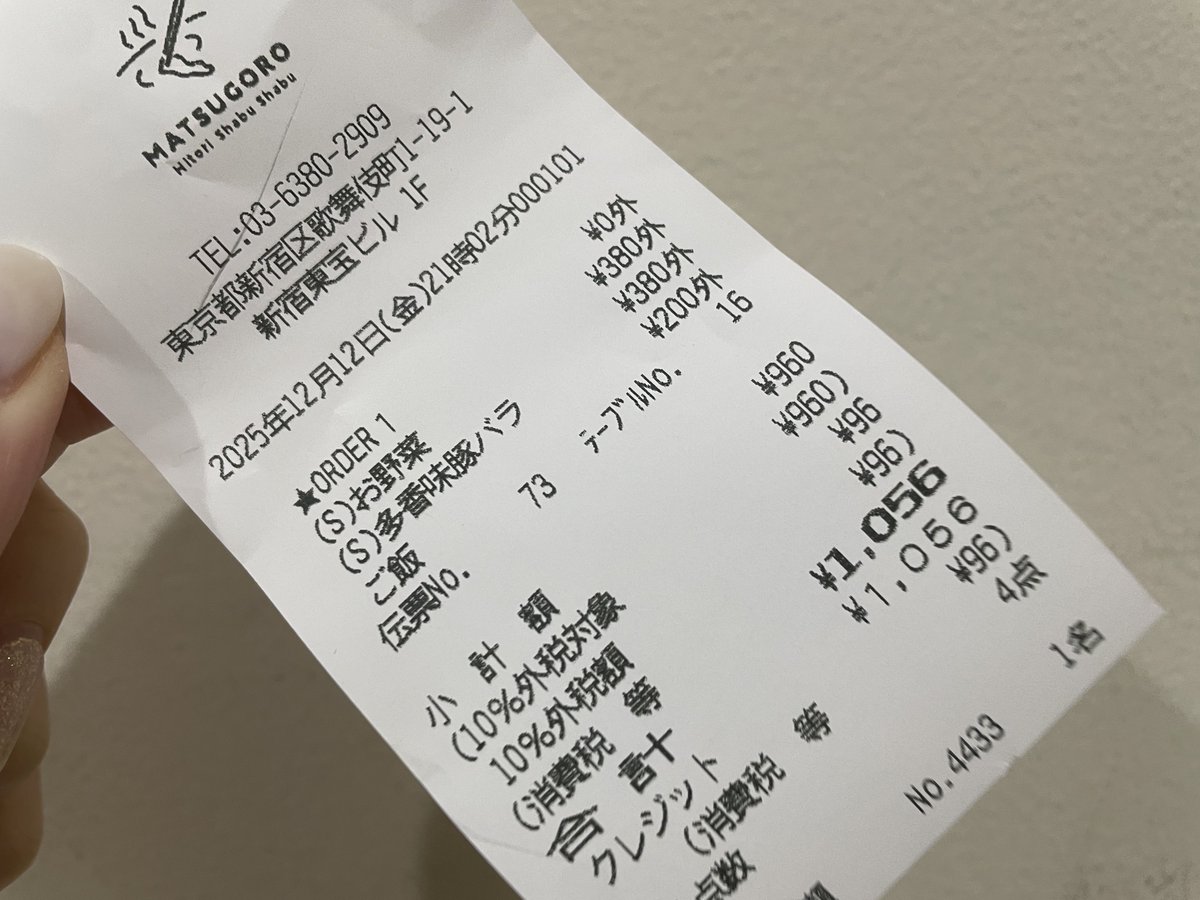 MATSUGORO
Hitori Shabu Shabu
TEL:03-6380-2909
東京都新宿区歌舞伎町1-19-1
新宿東宝ビル 1F
2025年12月12日(金)21時02分000101
★ORDER 1 ¥0外
(S)お野菜 ¥380外
(S)多香味豚バラ ¥380外
ご飯 ¥200外
伝票No. 73 テーブルNo. 16
小計額 ¥960
(10%外税対象 ¥960)
10%外税額 ¥96
(消費税等 ¥96)
合計 ¥1,056
クレジット ¥1,056
(消費税等 ¥96)
点数 4点
1名
No.4433